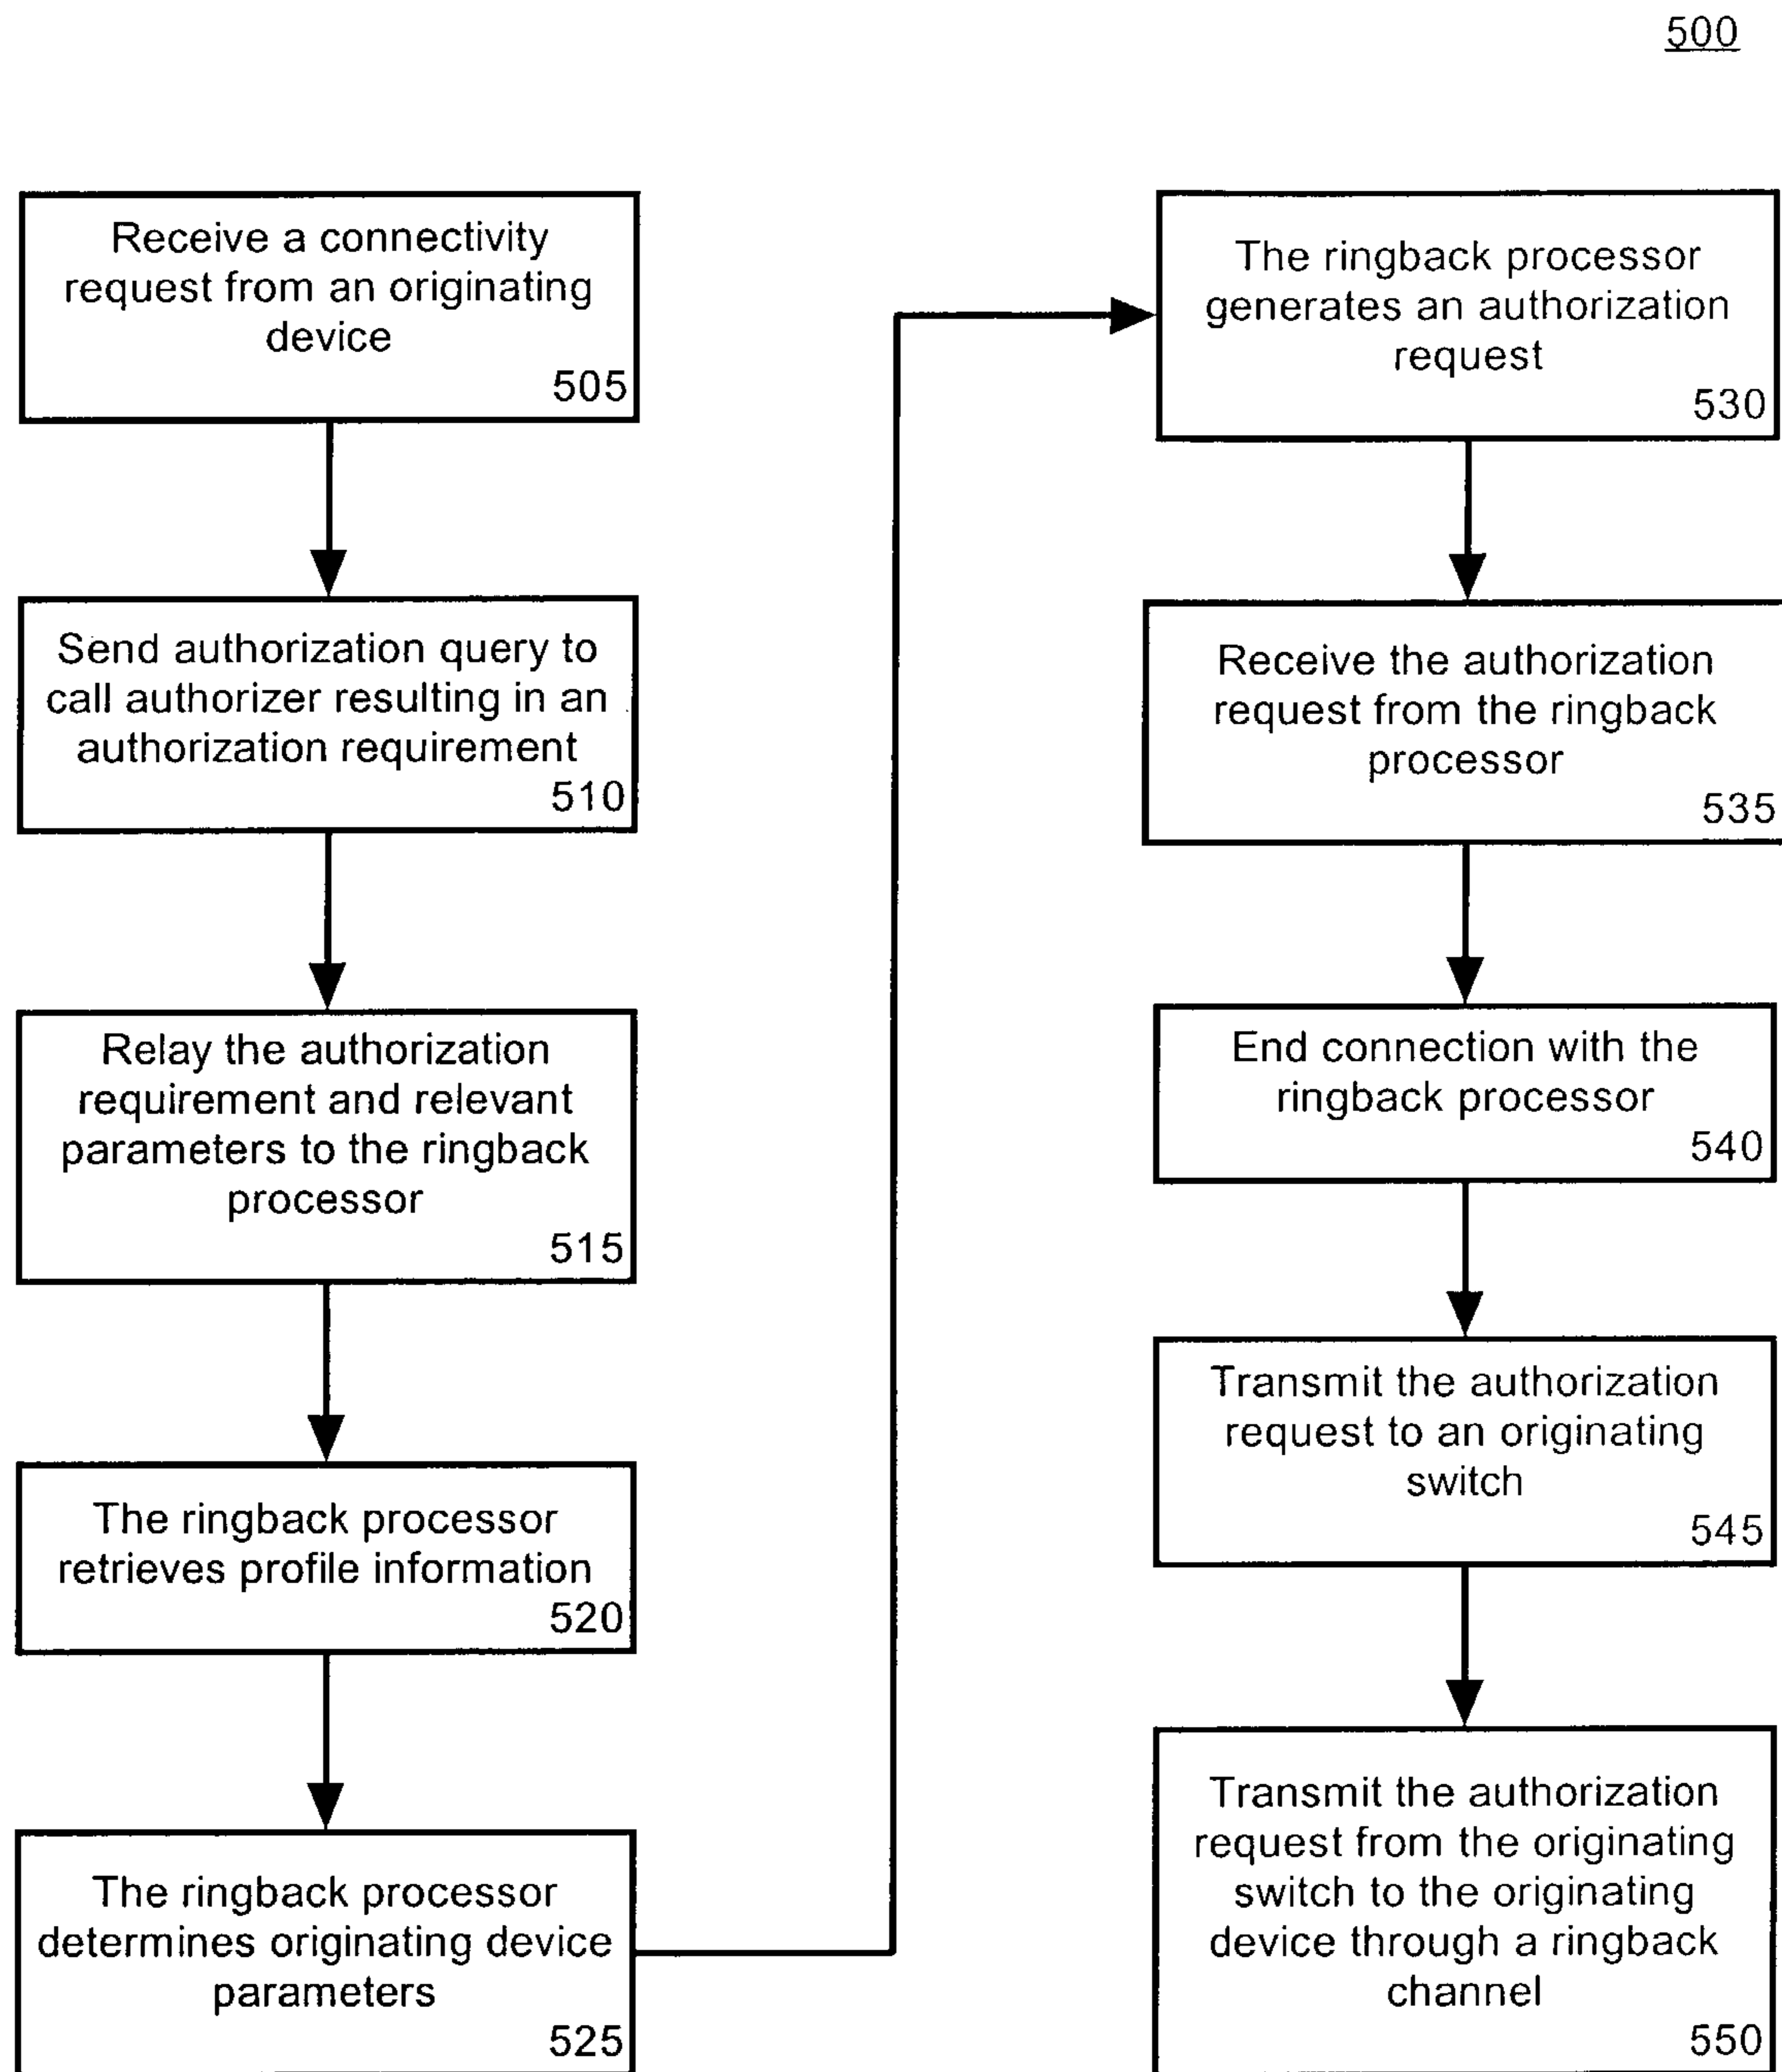 500
Receive a connectivity
request from an originating
device
505
Send authorization query to
call authorizer resulting in an
authorization requirement
510
Relay the authorization
requirement and relevant
parameters to the ringback
processor
515
The ringback processor
retrieves profile information
520
The ringback processor
determines originating device
parameters
525
The ringback processor
generates an authorization
request
530
Receive the authorization
request from the ringback
processor
535
End connection with the
ringback processor
540
Transmit the authorization
request to an originating
switch
545
Transmit the authorization
request from the originating
switch to the originating
device through a ringback
channel
550